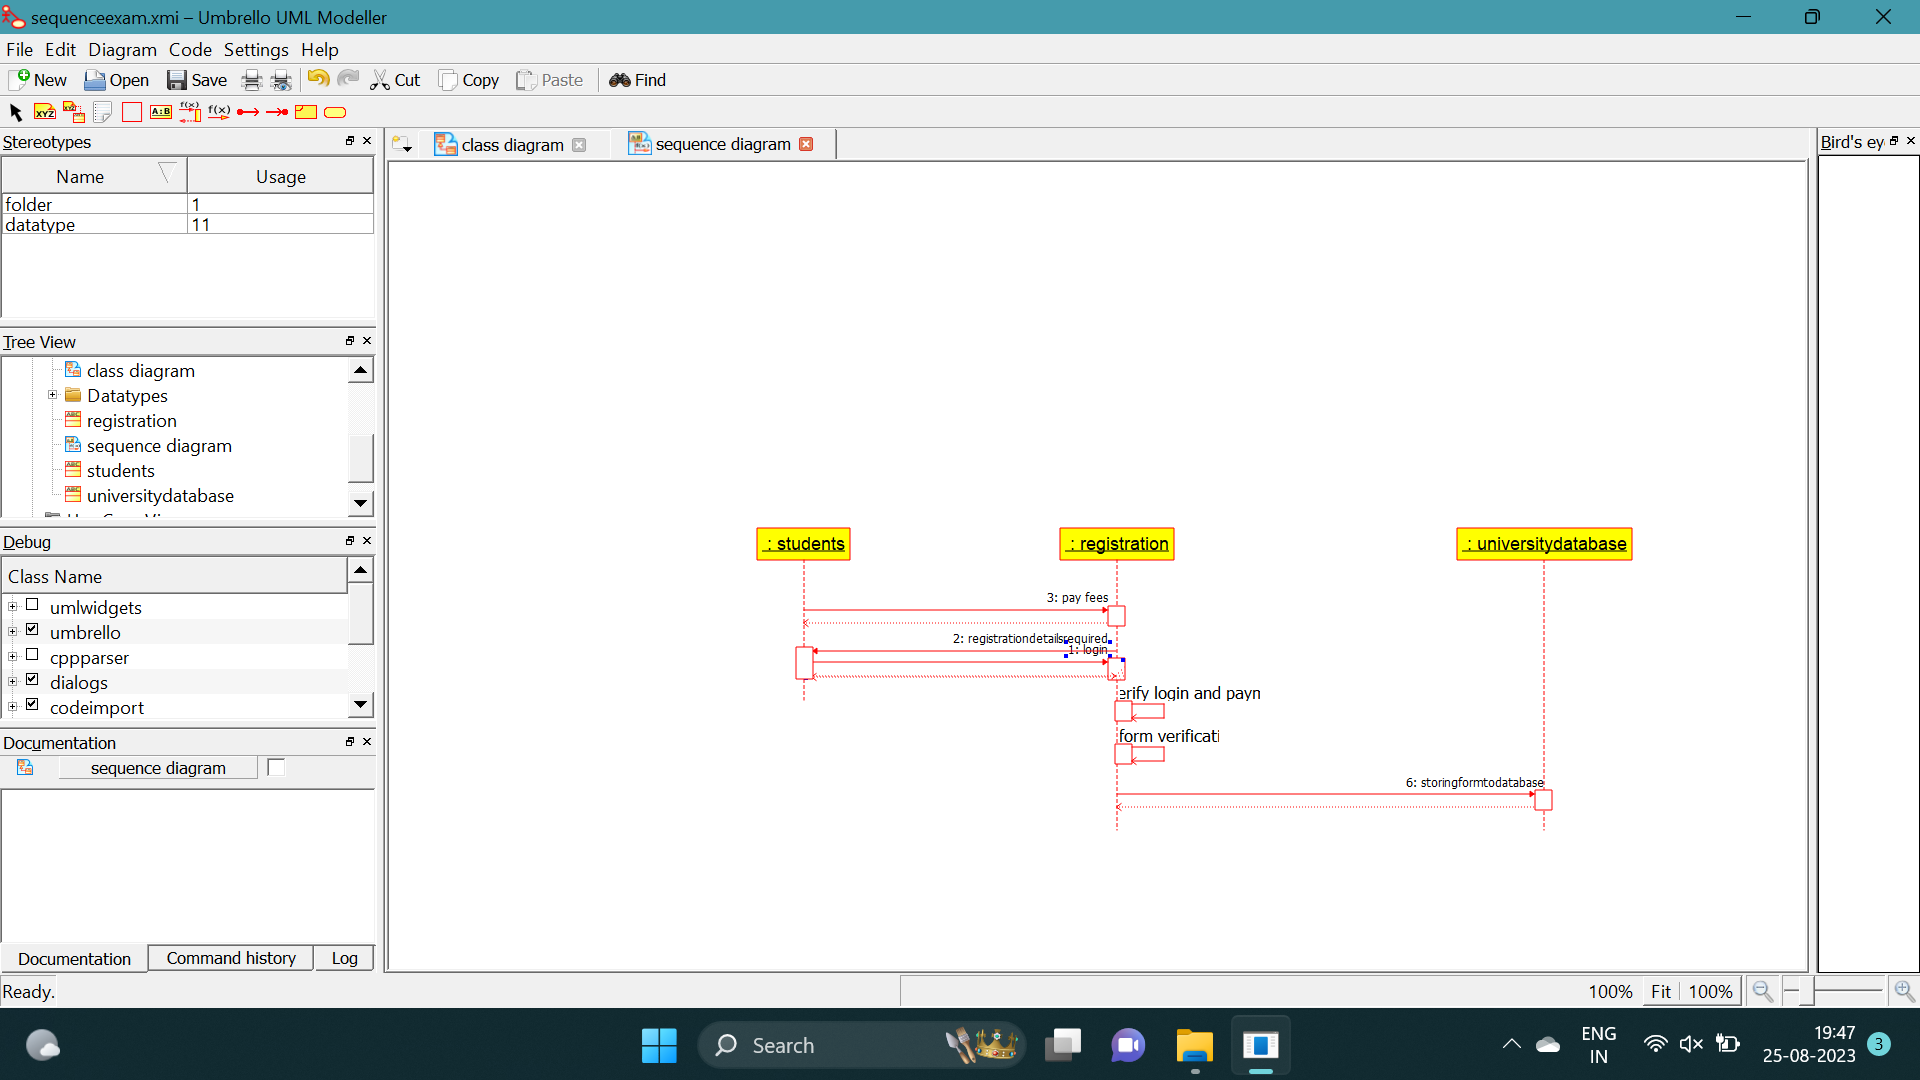 sequenceexam.xmi – Umbrello UML Modeller
File Edit Diagram Code Settings Help
New Open Save Cut Copy Paste Find
XYZ XYZ A:B f(x) f(x)
Stereotypes
Name Usage
folder 1
datatype 11
Tree View
class diagram
Datatypes
registration
sequence diagram
students
universitydatabase
Debug
Class Name
umlwidgets
umbrello
cppparser
dialogs
codeimport
Documentation
sequence diagram
Documentation Command history Log
class diagram sequence diagram
: students : registration : universitydatabase
3: pay fees
2: registrationdetailsrequired
1: login
erify login and payn
form verificati
6: storingformtodatabase
Bird's ey
Ready.
100% Fit 100%
Search
ENG
IN
19:47
25-08-2023
3